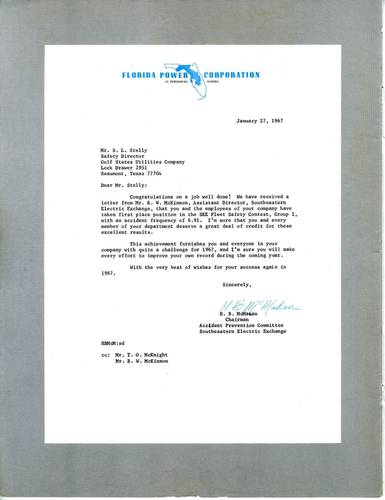 FLORIDA POWER CORPORATION
ST. PETERSBURG, FLORIDA
January 27, 1967
Mr. S. L. Stelly
Safety Director
Gulf States Utilities Company
Lock Drawer 2951
Beaumont, Texas 77704
Dear Mr. Stelly:
Congratulations on a job well done! We have received a
letter from Mr. R. W. McKinnon, Assistant Director, Southeastern
Electric Exchange, that you and the employees of your company have
taken first place position in the SEE Fleet Safety Contest, Group I,
with an accident frequency of 6.91. I'm sure that you and every
member of your department deserve a great deal of credit for these
excellent results.
This achievement furnishes you and everyone in your
company with quite a challenge for 1967, and I'm sure you will make
every effort to improve your own record during the coming year.
With the very best of wishes for your success again in
1967.
Sincerely,
H B McMahon
H. B. McMahon
Chairman
Accident Prevention Committee
Southeastern Electric Exchange
HBMcM:sd
cc: Mr. T. O. McKnight
Mr. R. W. McKinnon